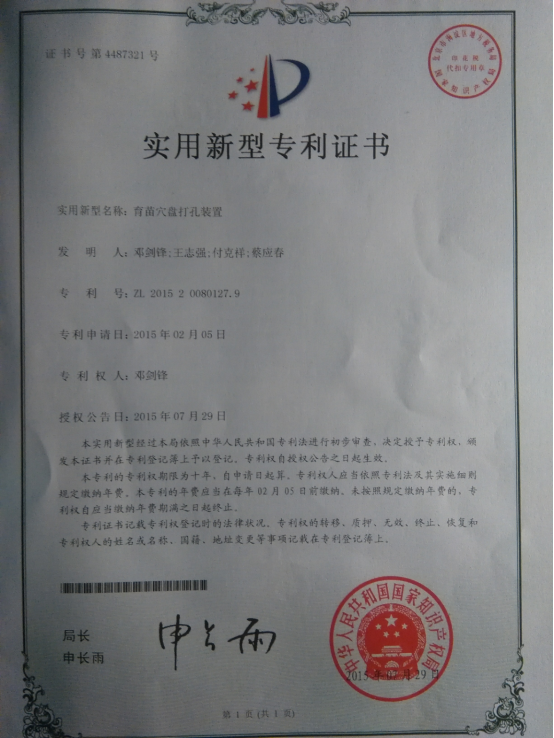 证书号第4487321号
实用新型专利证书
实用新型名称：育苗穴盘打孔装置
发明人：邓剑锋;王志强;付克祥;蔡应春
专利号：ZL 2015 2 0080127.9
专利申请日：2015年02月05日
专利权人：邓剑锋
授权公告日：2015年07月29日
本实用新型经过本局依照中华人民共和国专利法进行初步审查，决定授予专利权，颁
发本证书并在专利登记簿上予以登记。专利权自授权公告之日起生效。
本专利的专利权期限为十年，自申请日起算。专利权人应当依照专利法及其实施细则
规定缴纳年费。本专利的年费应当在每年02月05日前缴纳。未按照规定缴纳年费的，专
利权自应当缴纳年费期满之日起终止。
专利证书记载专利权登记时的法律状况。专利权的转移、质押、无效、终止、恢复和
专利权人的姓名或名称、国籍、地址变更等事项记载在专利登记簿上。
局长
申长雨
申长雨
中华人民共和国国家知识产权局
2015年07月29日
第1页(共1页)